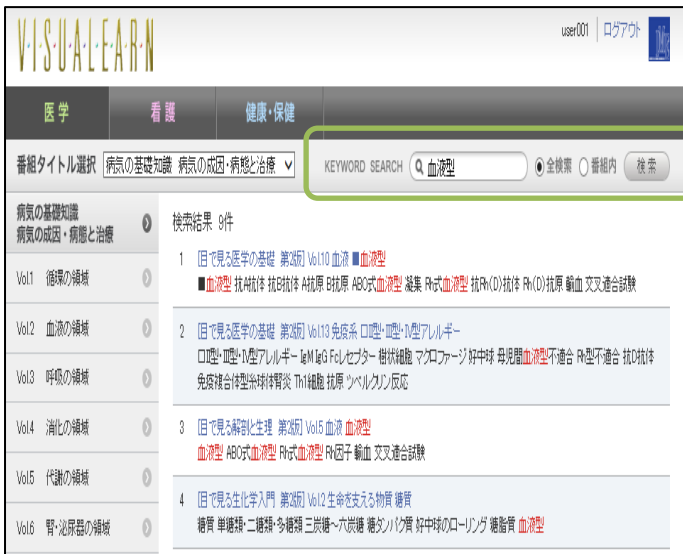 V·I·S·U·A·L·E·A·R·N
user001 | ログアウト
医学 看護 健康・保健
番組タイトル選択 病気の基礎知識 病気の成因・病態と治療
KEYWORD SEARCH 血液型 全検索 番組内 検索
病気の基礎知識
病気の成因・病態と治療
Vol.1 循環の領域
Vol.2 血液の領域
Vol.3 呼吸の領域
Vol.4 消化の領域
Vol.5 代謝の領域
Vol.6 腎・泌尿器の領域
検索結果 9件
1 [目で見る医学の基礎 第2版] Vol.10 血液 ■血液型
■血液型 抗A抗体 抗B抗体 A抗原 B抗原 ABO式血液型 凝集 Rh式血液型 抗Rh(D)抗体 Rh(D)抗原 輸血 交叉適合試験
2 [目で見る医学の基礎 第2版] Vol.13 免疫系 ロII型・III型・IV型アレルギー
ロII型・III型・IV型アレルギー IgM IgG Fcレセプター 樹状細胞 マクロファージ 好中球 母児間血液型不適合 Rh型不適合 抗D抗体
免疫複合体型糸球体腎炎 Th1細胞 抗原 ツベルクリン反応
3 [目で見る解剖と生理 第2版] Vol.5 血液 血液型
血液型 ABO式血液型 Rh式血液型 Rh因子 輸血 交叉適合試験
4 [目で見る生化学入門 第2版] Vol.2 生命を支える物質 糖質
糖質 単糖類・二糖類・多糖類 三炭糖～六炭糖 糖タンパク質 好中球のローリング 糖脂質 血液型